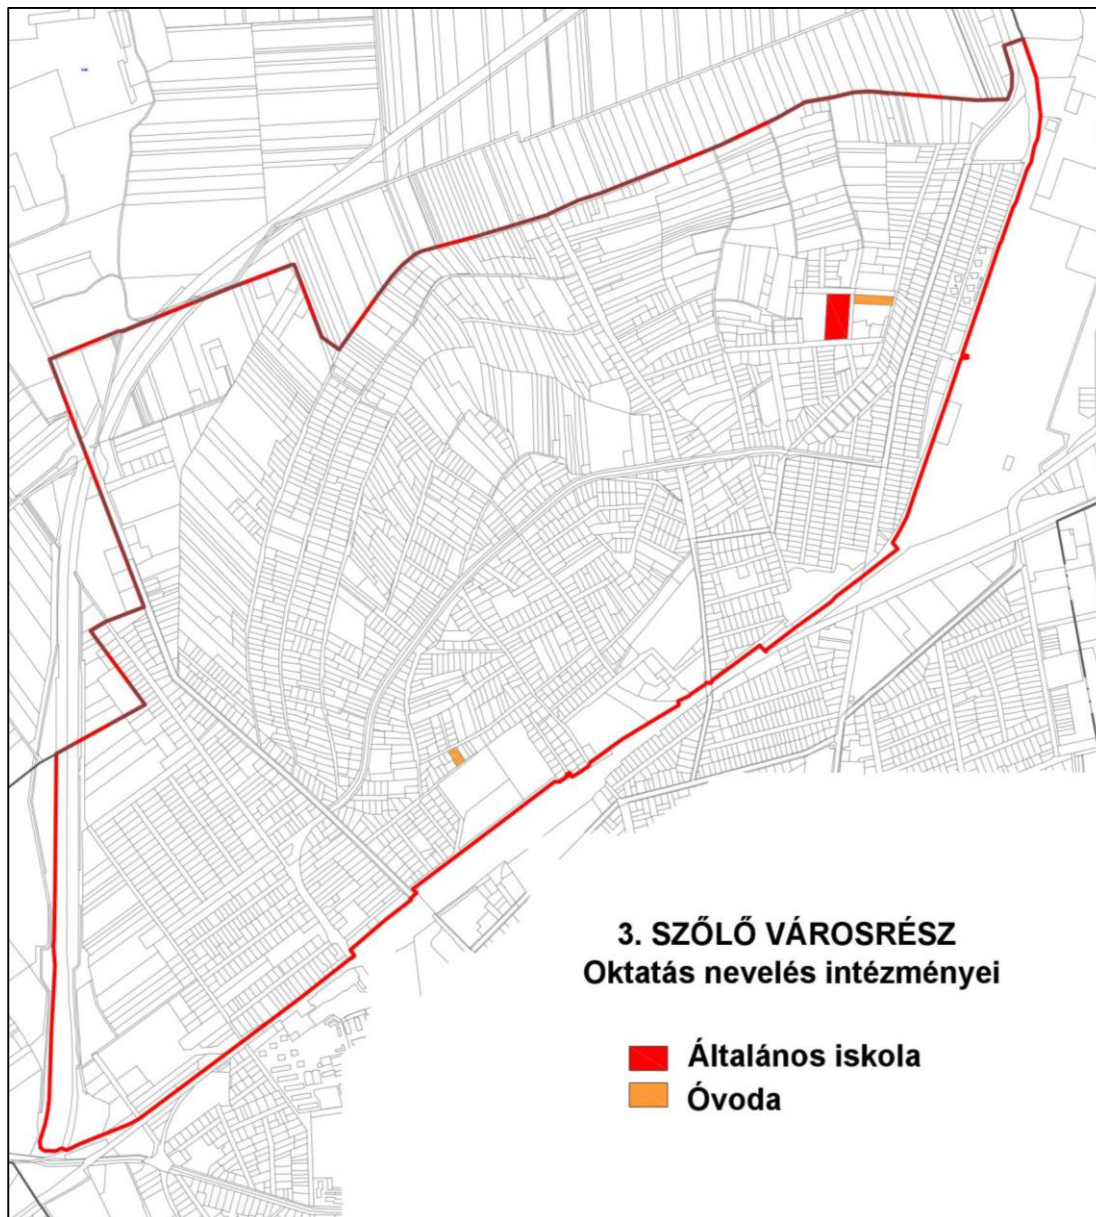 3. SZŐLŐ VÁROSRÉSZ
Oktatás nevelés intézményei
Általános iskola
Óvoda